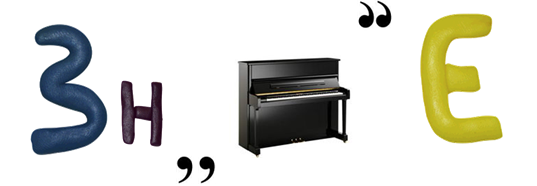 Зн ,, “ Е